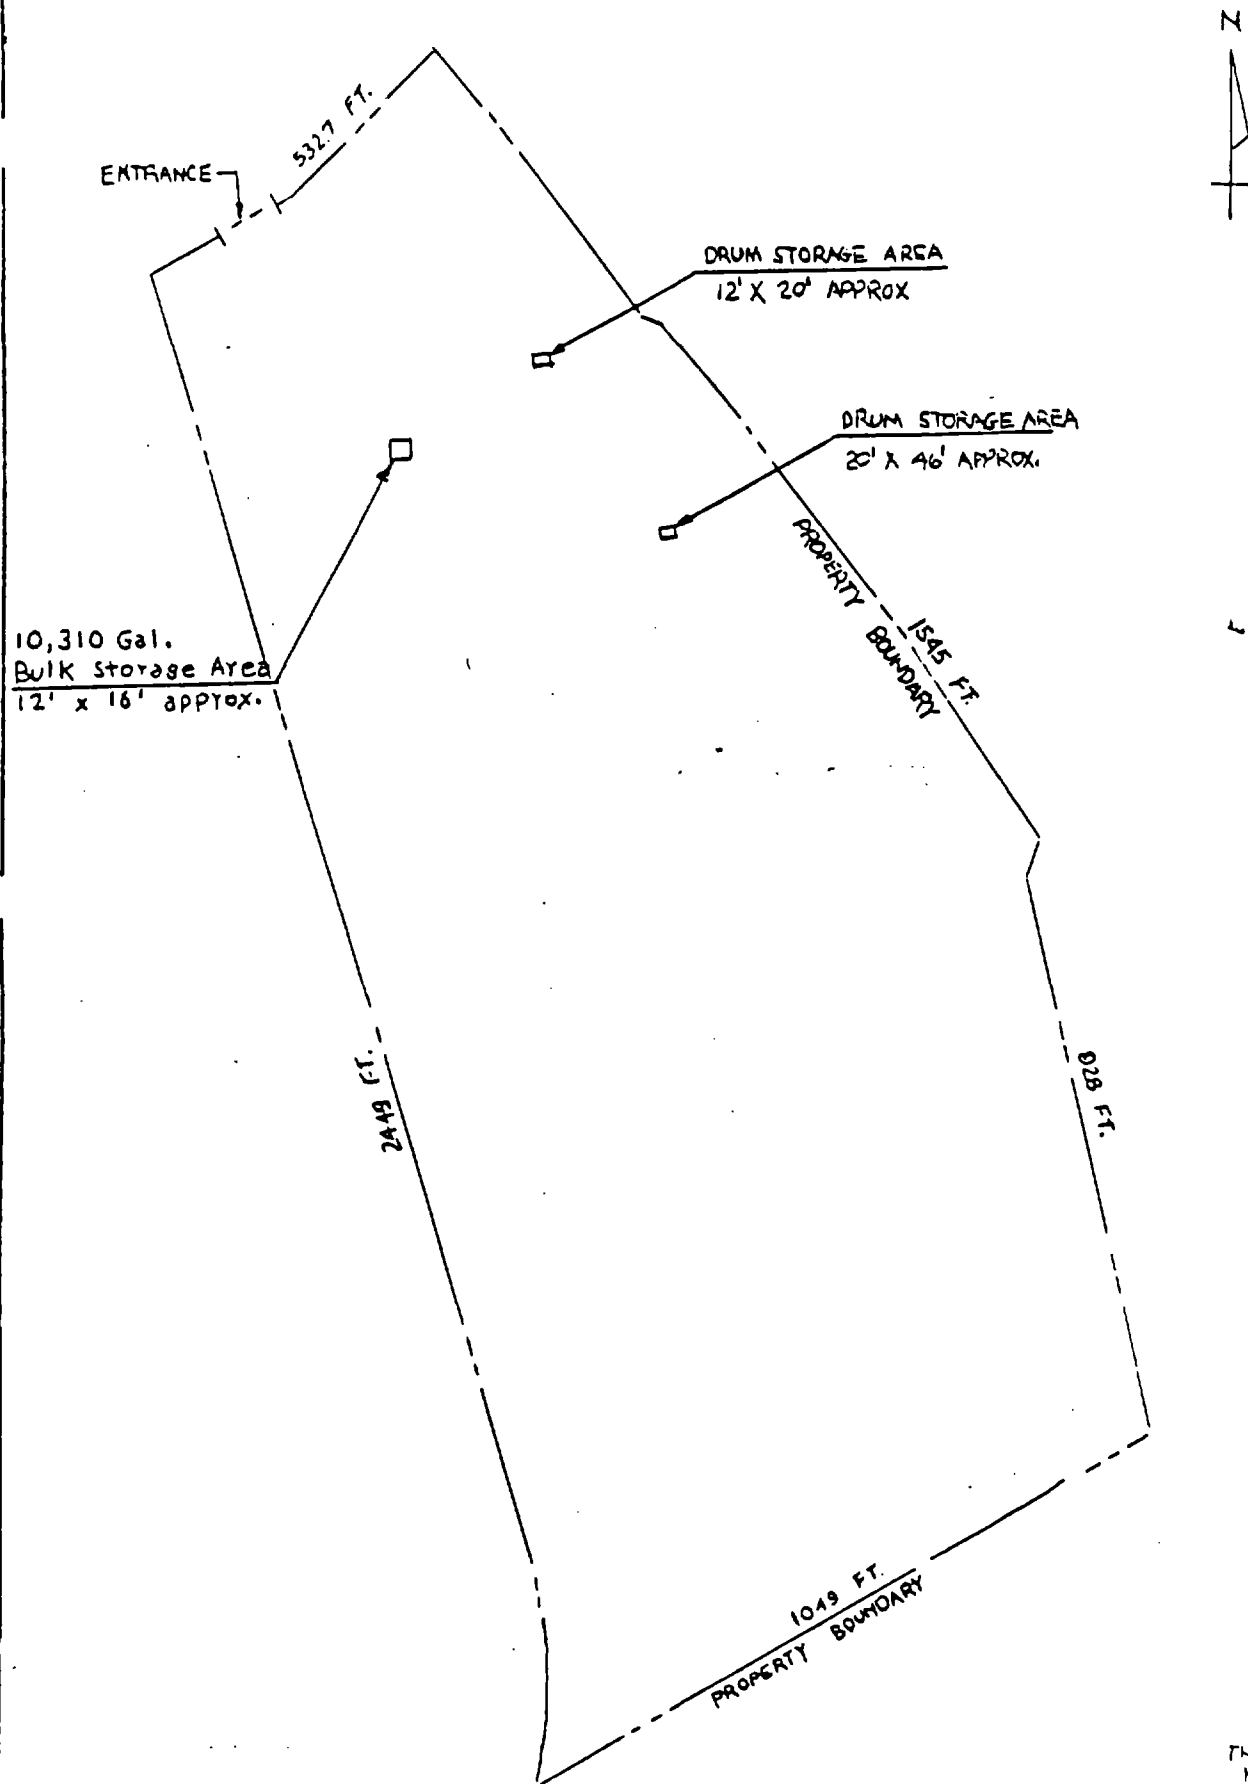 N
532.7 FT.
ENTRANCE
DRUM STORAGE AREA
12' X 20' APPROX
DRUM STORAGE AREA
20' X 46' APPROX.
PROPERTY
BOUNDARY
1545 FT.
10,310 Gal.
Bulk Storage Area
12' x 16' approx.
2449 FT.
828 FT.
1049 FT.
PROPERTY BOUNDARY